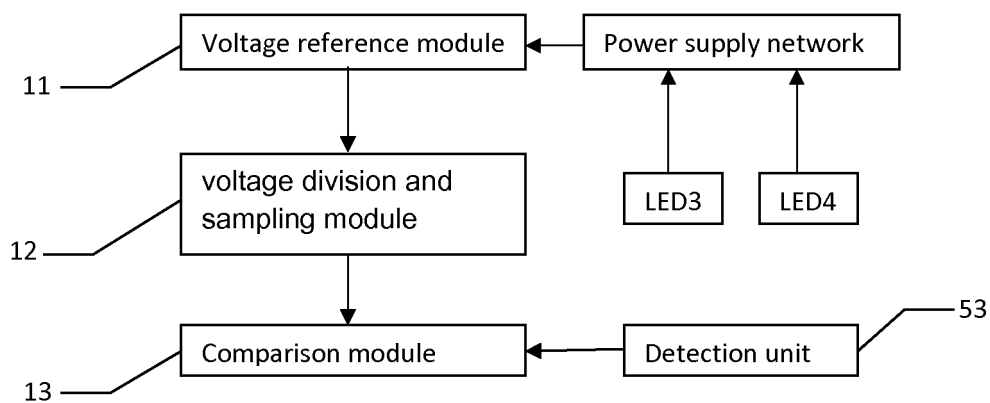 Voltage reference module
Power supply network
11
voltage division and
sampling module
LED3
LED4
12
53
Comparison module
Detection unit
13